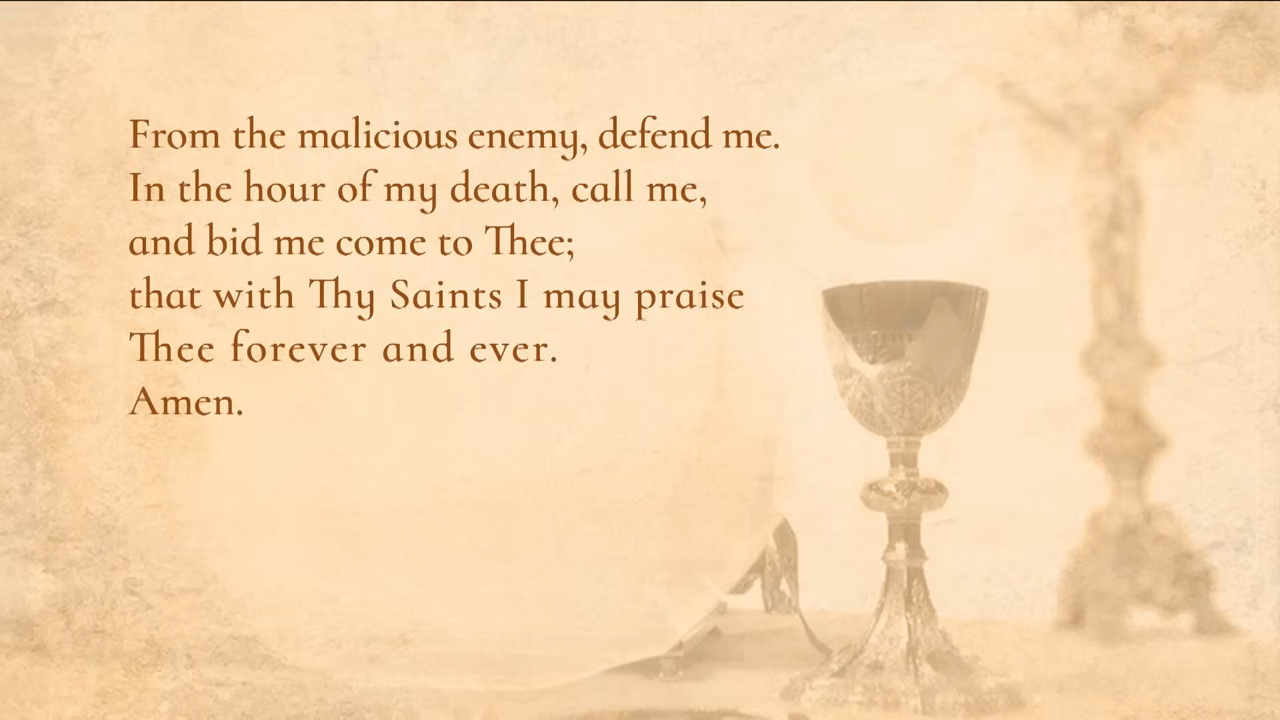 From the malicious enemy, defend me.
In the hour of my death, call me,
and bid me come to Thee;
that with Thy Saints I may praise
Thee forever and ever.
Amen.